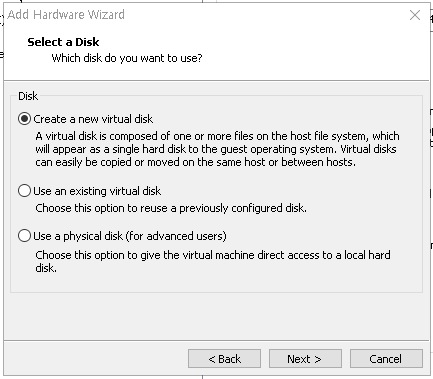 Add Hardware Wizard
Select a Disk
Which disk do you want to use?
Disk
Create a new virtual disk
A virtual disk is composed of one or more files on the host file system, which
will appear as a single hard disk to the guest operating system. Virtual disks
can easily be copied or moved on the same host or between hosts.
Use an existing virtual disk
Choose this option to reuse a previously configured disk.
Use a physical disk (for advanced users)
Choose this option to give the virtual machine direct access to a local hard
disk.
< Back
Next >
Cancel